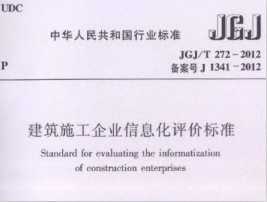 UDC
中华人民共和国行业标准 JGJ
JGJ/T 272-2012
P 备案号 J 1341-2012
建筑施工企业信息化评价标准
Standard for evaluating the informatization
of construction enterprises